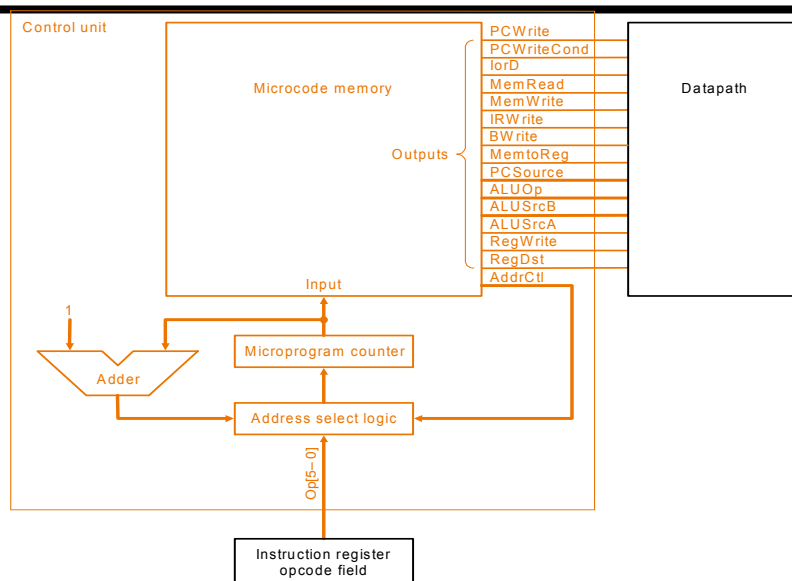 Control unit
Microcode memory
Outputs
Input
PCWrite
PCWriteCond
IorD
MemRead
MemWrite
IRWrite
BWrite
MemtoReg
PCSource
ALUOp
ALUSrcB
ALUSrcA
RegWrite
RegDst
AddrCtl
Datapath
1
Microprogram counter
Adder
Address select logic
Op[5–0]
Instruction register
opcode field